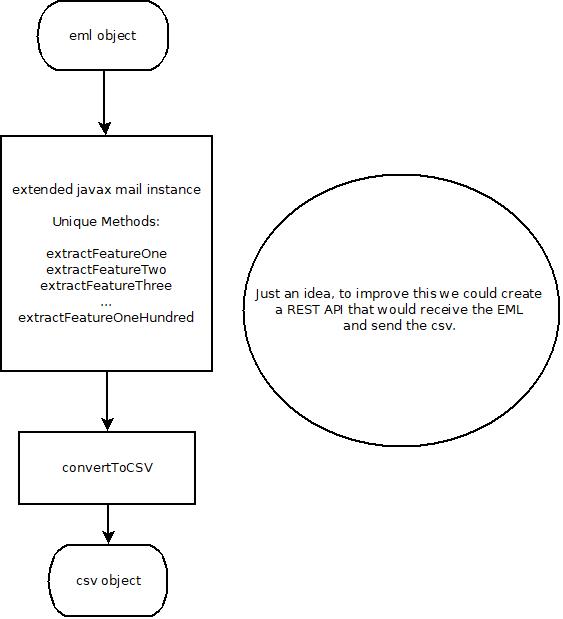 eml object
extended javax mail instance
Unique Methods:
extractFeatureOne
extractFeatureTwo
extractFeatureThree
...
extractFeatureOneHundred
Just an idea, to improve this we could create
a REST API that would receive the EML
and send the csv.
convertToCSV
csv object